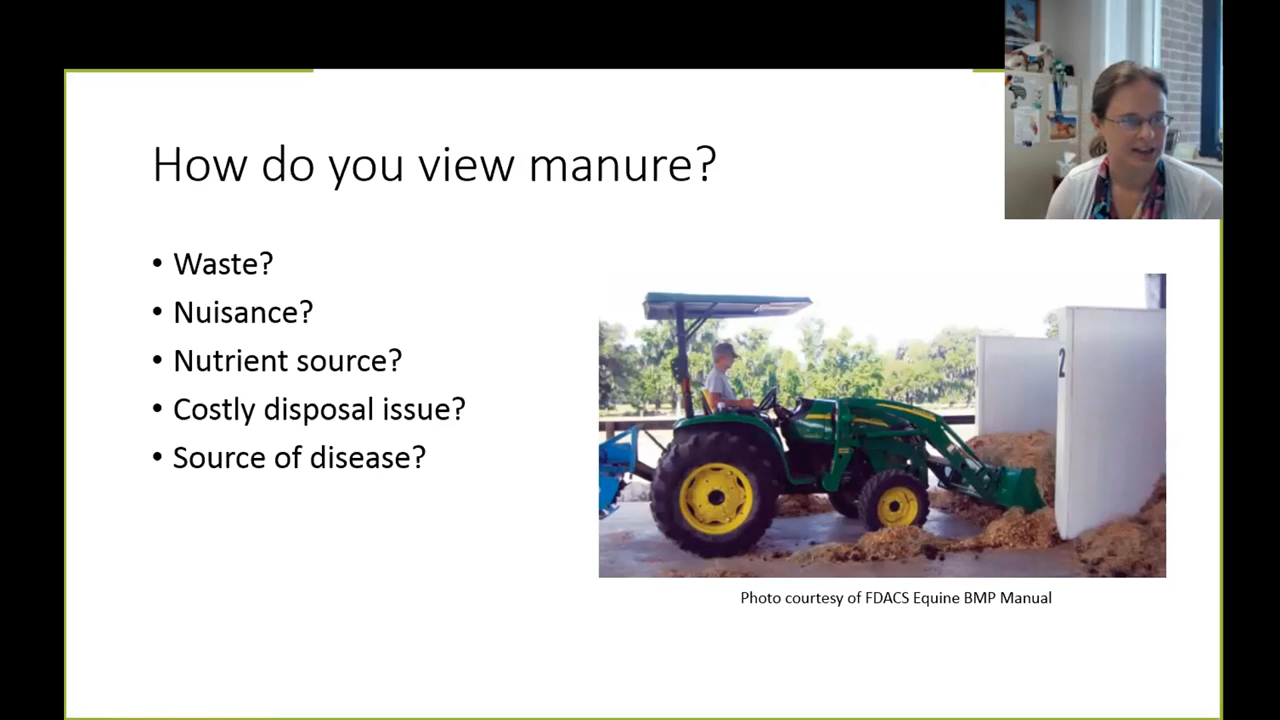 How do you view manure?
• Waste?
• Nuisance?
• Nutrient source?
• Costly disposal issue?
• Source of disease?
2
Photo courtesy of FDACS Equine BMP Manual